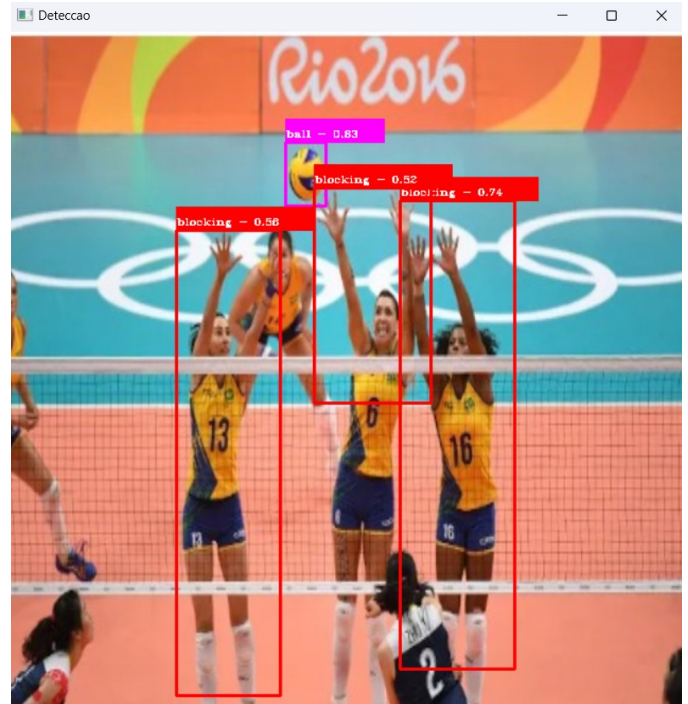 Deteccao
Rio2016
ball - 0.83
blocking - 0.52
blocking - 0.74
blocking - 0.56
13
6
16
13
16
2